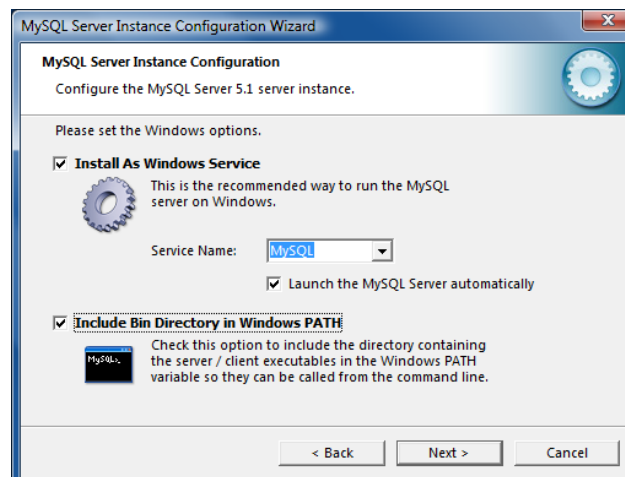 MySQL Server Instance Configuration Wizard
MySQL Server Instance Configuration
Configure the MySQL Server 5.1 server instance.
Please set the Windows options.
Install As Windows Service
This is the recommended way to run the MySQL
server on Windows.
Service Name: MySQL
Launch the MySQL Server automatically
Include Bin Directory in Windows PATH
MySQL>_
Check this option to include the directory containing
the server / client executables in the Windows PATH
variable so they can be called from the command line.
< Back Next > Cancel